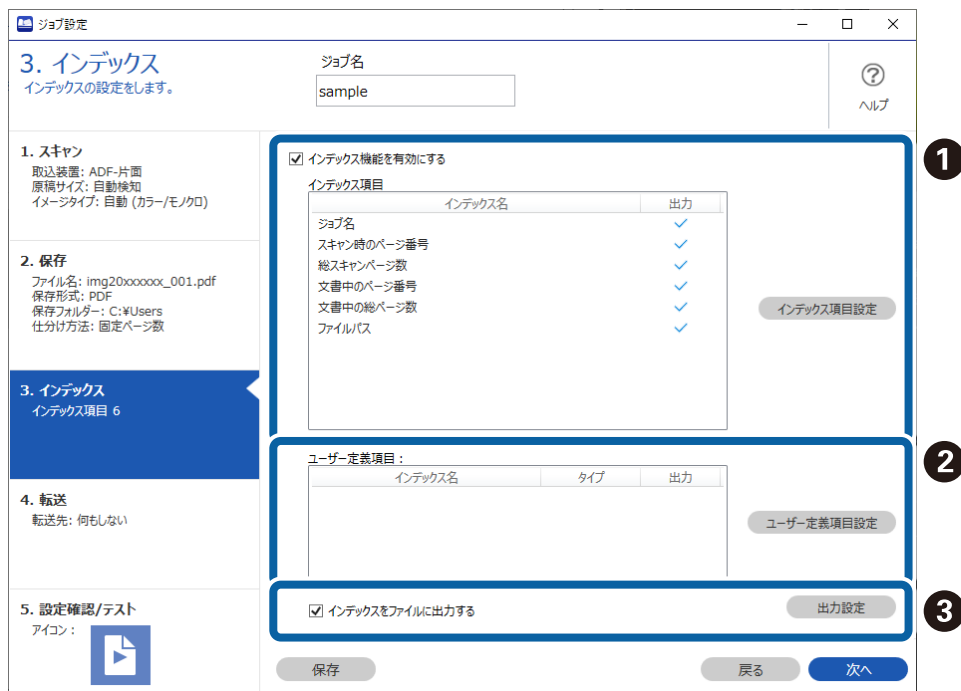 ジョブ設定
3. インデックス
インデックスの設定をします。
ジョブ名
sample
?
ヘルプ
1. スキャン
取込装置: ADF-片面
原稿サイズ: 自動検知
イメージタイプ: 自動 (カラー/モノクロ)
2. 保存
ファイル名: img20xxxxxx_001.pdf
保存形式: PDF
保存フォルダー: C:¥Users
仕分け方法: 固定ページ数
3. インデックス
インデックス項目 6
4. 転送
転送先: 何もしない
5. 設定確認/テスト
アイコン :
1
インデックス機能を有効にする
インデックス項目
インデックス名 出力
ジョブ名
スキャン時のページ番号
総スキャンページ数
文書中のページ番号
文書中の総ページ数
ファイルパス
インデックス項目設定
2
ユーザー定義項目 :
インデックス名 タイプ 出力
ユーザー定義項目設定
3
インデックスをファイルに出力する
出力設定
保存
戻る
次へ